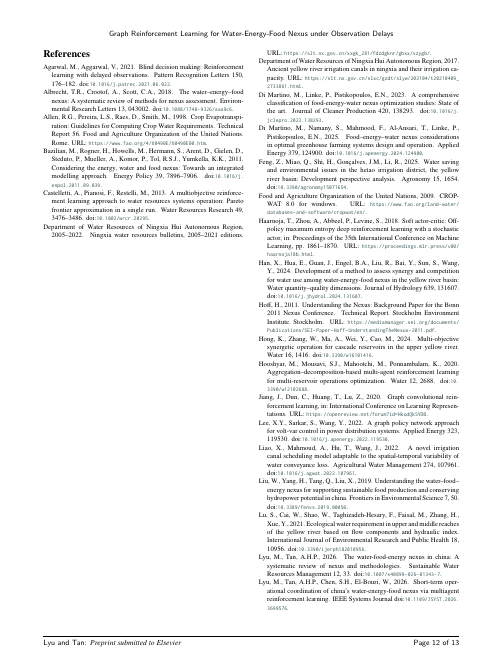 Graph Reinforcement Learning for Water-Energy-Food Nexus under Observation Delays
References
Agarwal, M., Aggarwal, V., 2021. Blind decision making: Reinforcement
learning with delayed observations. Pattern Recognition Letters 150,
176–182. doi:10.1016/j.patrec.2021.06.022.
Albrecht, T.R., Crootof, A., Scott, C.A., 2018. The water–energy–food
nexus: A systematic review of methods for nexus assessment. Environ-
mental Research Letters 13, 043002. doi:10.1088/1748-9326/aaa9c6.
Allen, R.G., Pereira, L.S., Raes, D., Smith, M., 1998. Crop Evapotranspi-
ration: Guidelines for Computing Crop Water Requirements. Technical
Report 56. Food and Agriculture Organization of the United Nations.
Rome. URL: https://www.fao.org/4/X0490E/X0490E00.htm.
Bazilian, M., Rogner, H., Howells, M., Hermann, S., Arent, D., Gielen, D.,
Steduto, P., Mueller, A., Komor, P., Tol, R.S.J., Yumkella, K.K., 2011.
Considering the energy, water and food nexus: Towards an integrated
modelling approach. Energy Policy 39, 7896–7906. doi:10.1016/j.
enpol.2011.09.039.
Castelletti, A., Pianosi, F., Restelli, M., 2013. A multiobjective reinforce-
ment learning approach to water resources systems operation: Pareto
frontier approximation in a single run. Water Resources Research 49,
3476–3486. doi:10.1002/wrcr.20295.
Department of Water Resources of Ningxia Hui Autonomous Region,
2005–2022. Ningxia water resources bulletins, 2005–2021 editions.
URL:
Department of Water Resources of Ningxia Hui Autonomous Region, 2017.
Ancient yellow river irrigation canals in ningxia and their irrigation ca-
pacity. URL:
Di Martino, M., Linke, P., Pistikopoulos, E.N., 2023. A comprehensive
classification of food–energy–water nexus optimization studies: State of
the art. Journal of Cleaner Production 420, 138293. doi:10.1016/j.
jclepro.2023.138293.
Di Martino, M., Namany, S., Mahmood, F., Al-Ansari, T., Linke, P.,
Pistikopoulos, E.N., 2025. Food–energy–water nexus considerations
in optimal greenhouse farming systems design and operation. Applied
Energy 379, 124900. doi:10.1016/j.apenergy.2024.124900.
Feng, Z., Miao, Q., Shi, H., Gonçalves, J.M., Li, R., 2025. Water saving
and environmental issues in the hetao irrigation district, the yellow
river basin: Development perspective analysis. Agronomy 15, 1654.
doi:10.3390/agronomy15071654.
Food and Agriculture Organization of the United Nations, 2009. CROP-
WAT 8.0 for windows. URL: https://www.fao.org/land-water/
databases-and-software/cropwat/en/.
Haarnoja, T., Zhou, A., Abbeel, P., Levine, S., 2018. Soft actor-critic: Off-
policy maximum entropy deep reinforcement learning with a stochastic
actor, in: Proceedings of the 35th International Conference on Machine
Learning, pp. 1861–1870. URL: https://proceedings.mlr.press/v80/
haarnoja18b.html.
Han, X., Hua, E., Guan, J., Engel, B.A., Liu, R., Bai, Y., Sun, S., Wang,
Y., 2024. Development of a method to assess synergy and competition
for water use among water-energy-food nexus in the yellow river basin:
Water quantity–quality dimensions. Journal of Hydrology 639, 131607.
doi:10.1016/j.jhydrol.2024.131607.
Hoff, H., 2011. Understanding the Nexus: Background Paper for the Bonn
2011 Nexus Conference. Technical Report. Stockholm Environment
Institute. Stockholm. URL: https://mediamanager.sei.org/documents/
Publications/SEI-Paper-Hoff-UnderstandingTheNexus-2011.pdf.
Hong, K., Zhang, W., Ma, A., Wei, Y., Cao, M., 2024. Multi-objective
synergetic operation for cascade reservoirs in the upper yellow river.
Water 16, 1416. doi:10.3390/w16101416.
Hooshyar, M., Mousavi, S.J., Mahootchi, M., Ponnambalam, K., 2020.
Aggregation–decomposition-based multi-agent reinforcement learning
for multi-reservoir operations optimization. Water 12, 2688. doi:10.
3390/w12102688.
Jiang, J., Dun, C., Huang, T., Lu, Z., 2020. Graph convolutional rein-
forcement learning, in: International Conference on Learning Represen-
tations. URL: https://openreview.net/forum?id=HkxdQkSYDB.
Lee, X.Y., Sarkar, S., Wang, Y., 2022. A graph policy network approach
for volt-var control in power distribution systems. Applied Energy 323,
119530. doi:10.1016/j.apenergy.2022.119530.
Liao, X., Mahmoud, A., Hu, T., Wang, J., 2022. A novel irrigation
canal scheduling model adaptable to the spatial-temporal variability of
water conveyance loss. Agricultural Water Management 274, 107961.
doi:10.1016/j.agwat.2022.107961.
Liu, W., Yang, H., Tang, Q., Liu, X., 2019. Understanding the water–food–
energy nexus for supporting sustainable food production and conserving
hydropower potential in china. Frontiers in Environmental Science 7, 50.
doi:10.3389/fenvs.2019.00050.
Lu, S., Cai, W., Shao, W., Taghizadeh-Hesary, F., Faisal, M., Zhang, H.,
Xue, Y., 2021. Ecological water requirement in upper and middle reaches
of the yellow river based on flow components and hydraulic index.
International Journal of Environmental Research and Public Health 18,
10956. doi:10.3390/ijerph182010956.
Lyu, M., Tan, A.H.P., 2026. The water-food-energy nexus in china: A
systematic review of nexus and methodologies. Sustainable Water
Resources Management 12, 33. doi:10.1007/s40899-026-01343-7.
Lyu, M., Tan, A.H.P., Chen, S.H., El-Bouri, W., 2026. Short-term oper-
ational coordination of china's water-energy-food nexus via multiagent
reinforcement learning. IEEE Systems Journal doi:10.1109/JSYST.2026.
3699576.
Lyu and Tan: Preprint submitted to Elsevier
Page 12 of 13